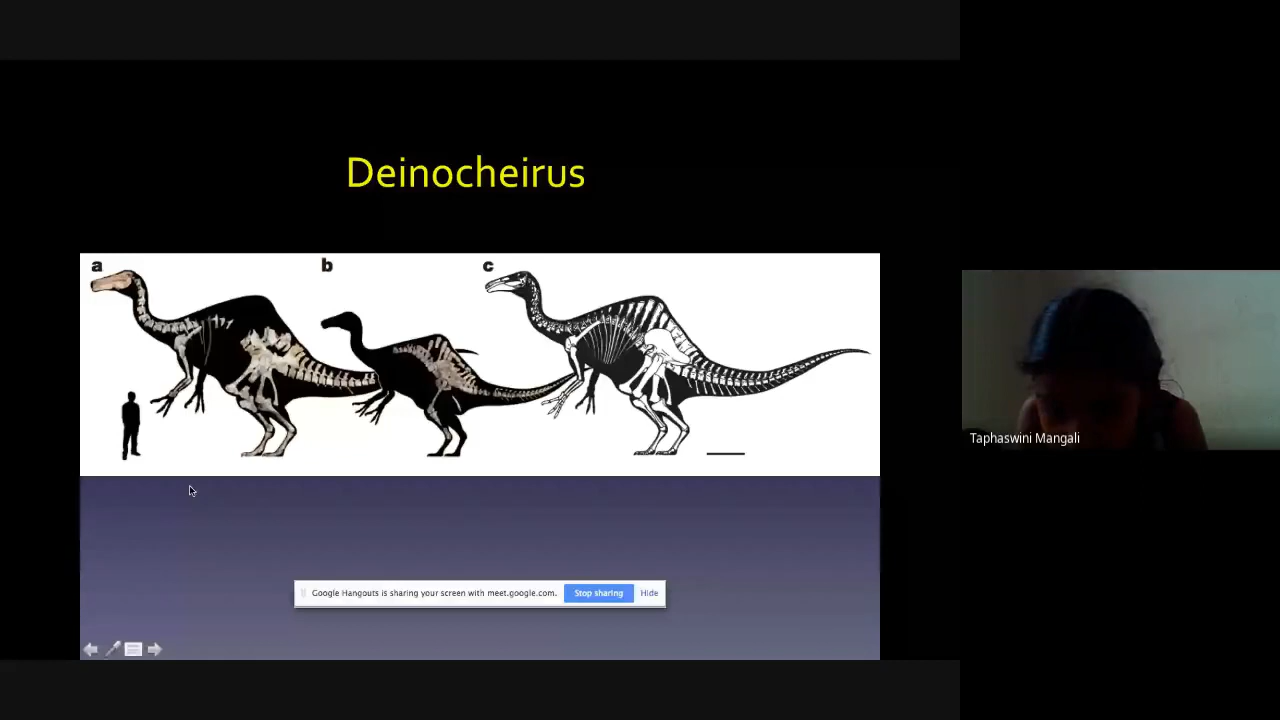 Deinocheirus
a b c
Taphaswini Mangali
Google Hangouts is sharing your screen with meet.google.com. Stop sharing Hide